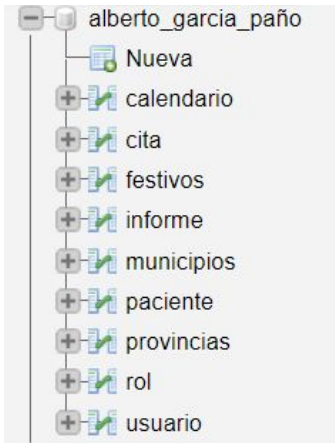 alberto_garcia_paño
Nueva
calendario
cita
festivos
informe
municipios
paciente
provincias
rol
usuario